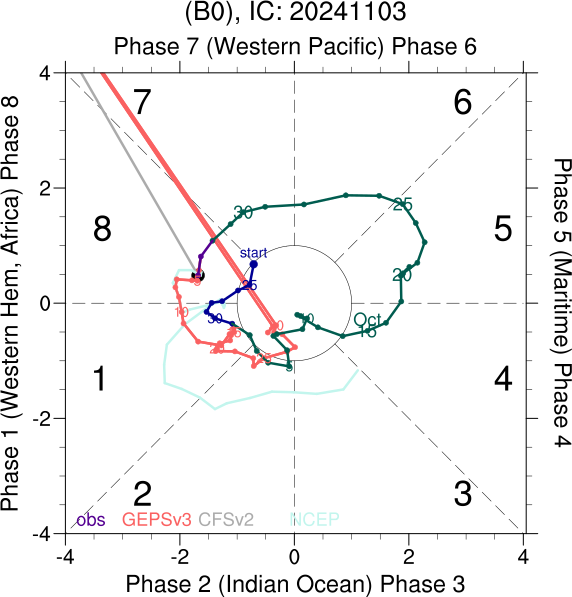 (B0), IC: 20241103
Phase 7 (Western Pacific) Phase 6
Phase 1 (Western Hem, Africa) Phase 8
Phase 5 (Maritime) Phase 4
4
2
0
-2
-4
7
6
8
5
1
4
2
3
30
25
start
25
20
10
30
Oct
15
5
obs
GEPSv3
CFSv2
NCEP
-4
-2
0
2
4
Phase 2 (Indian Ocean) Phase 3